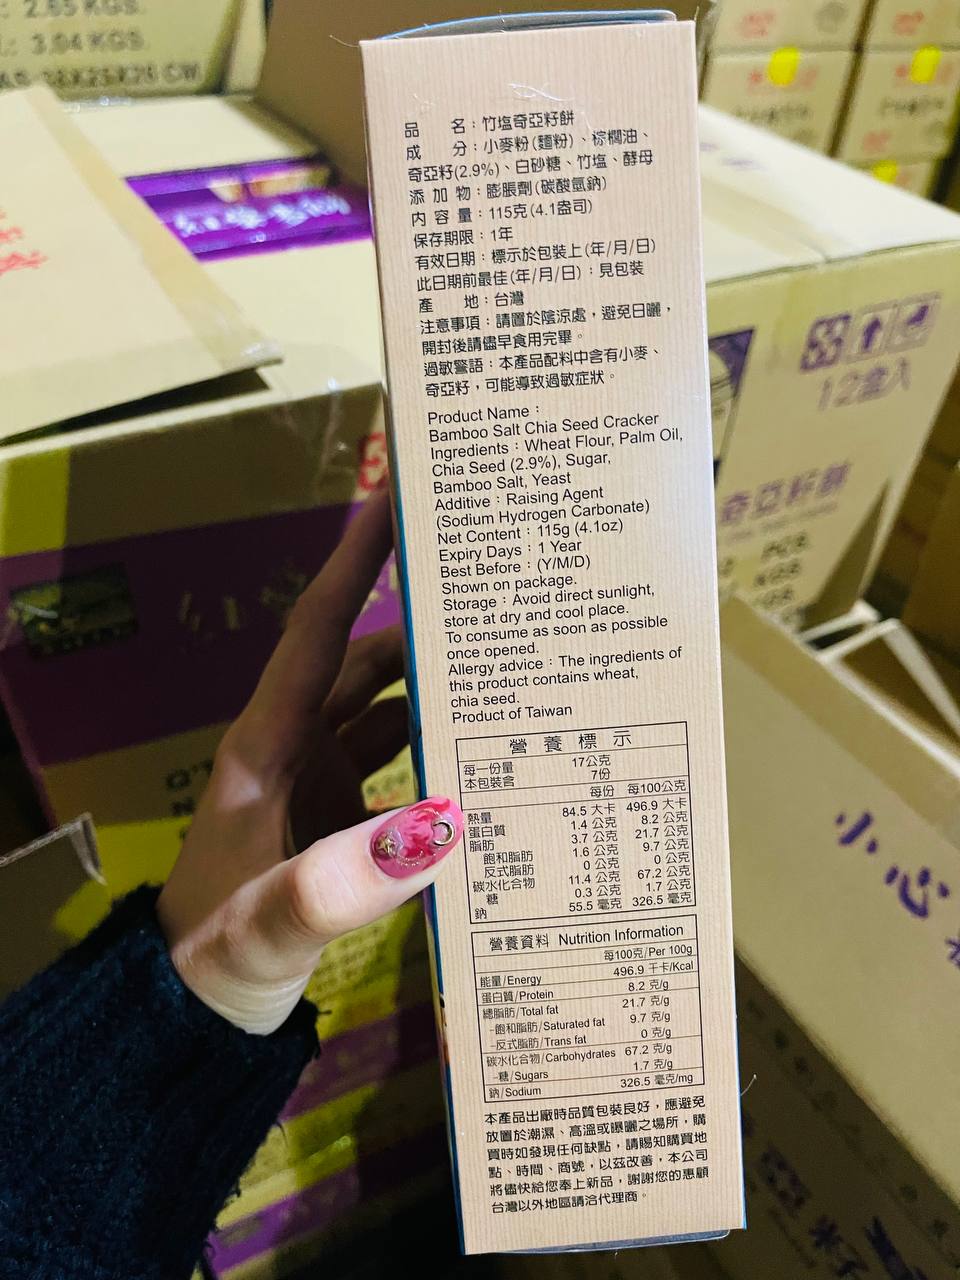 2.85 KGS.
3.04 KGS.
品 名：竹塩奇亞籽餅
成 分：小麥粉(麵粉)、棕櫚油、
奇亞籽(2.9%)、白砂糖、竹塩、酵母
添 加 物：膨脹劑(碳酸氫鈉)
內 容 量：115克(4.1盎司)
保存期限：1年
有效日期：標示於包裝上(年/月/日)
此日期前最佳(年/月/日)：見包裝
產 地：台灣
注意事項：請置於陰涼處，避免日曬，
開封後請儘早食用完畢。
過敏警語：本產品配料中含有小麥、
奇亞籽，可能導致過敏症狀。
Product Name：
Bamboo Salt Chia Seed Cracker
Ingredients：Wheat Flour, Palm Oil,
Chia Seed (2.9%), Sugar,
Bamboo Salt, Yeast
Additive：Raising Agent
(Sodium Hydrogen Carbonate)
Net Content：115g (4.1oz)
Expiry Days：1 Year
Best Before：(Y/M/D)
Shown on package.
Storage：Avoid direct sunlight,
store at dry and cool place.
To consume as soon as possible
once opened.
Allergy advice：The ingredients of
this product contains wheat,
chia seed.
Product of Taiwan
營 養 標 示
每一份量 17公克
本包裝含 7份
每份 每100公克
熱量 84.5 大卡 496.9 大卡
蛋白質 1.4 公克 8.2 公克
脂肪 3.7 公克 21.7 公克
飽和脂肪 1.6 公克 9.7 公克
反式脂肪 0 公克 0 公克
碳水化合物 11.4 公克 67.2 公克
糖 0.3 公克 1.7 公克
鈉 55.5 毫克 326.5 毫克
營養資料 Nutrition Information
每100克/Per 100g
能量/Energy 496.9 千卡/Kcal
蛋白質/Protein 8.2 克/g
總脂肪/Total fat 21.7 克/g
-飽和脂肪/Saturated fat 9.7 克/g
-反式脂肪/Trans fat 0 克/g
碳水化合物/Carbohydrates 67.2 克/g
-糖/Sugars 1.7 克/g
鈉/Sodium 326.5 毫克/mg
本產品出廠時品質包裝良好，應避免
放置於潮濕、高溫或曝曬之場所，購
買時如發現任何缺點，請賜知購買地
點、時間、商號，以茲改善，本公司
將儘快給您奉上新品，謝謝您的惠顧
台灣以外地區請洽代理商。
12盒入
奇亞籽餅
小心